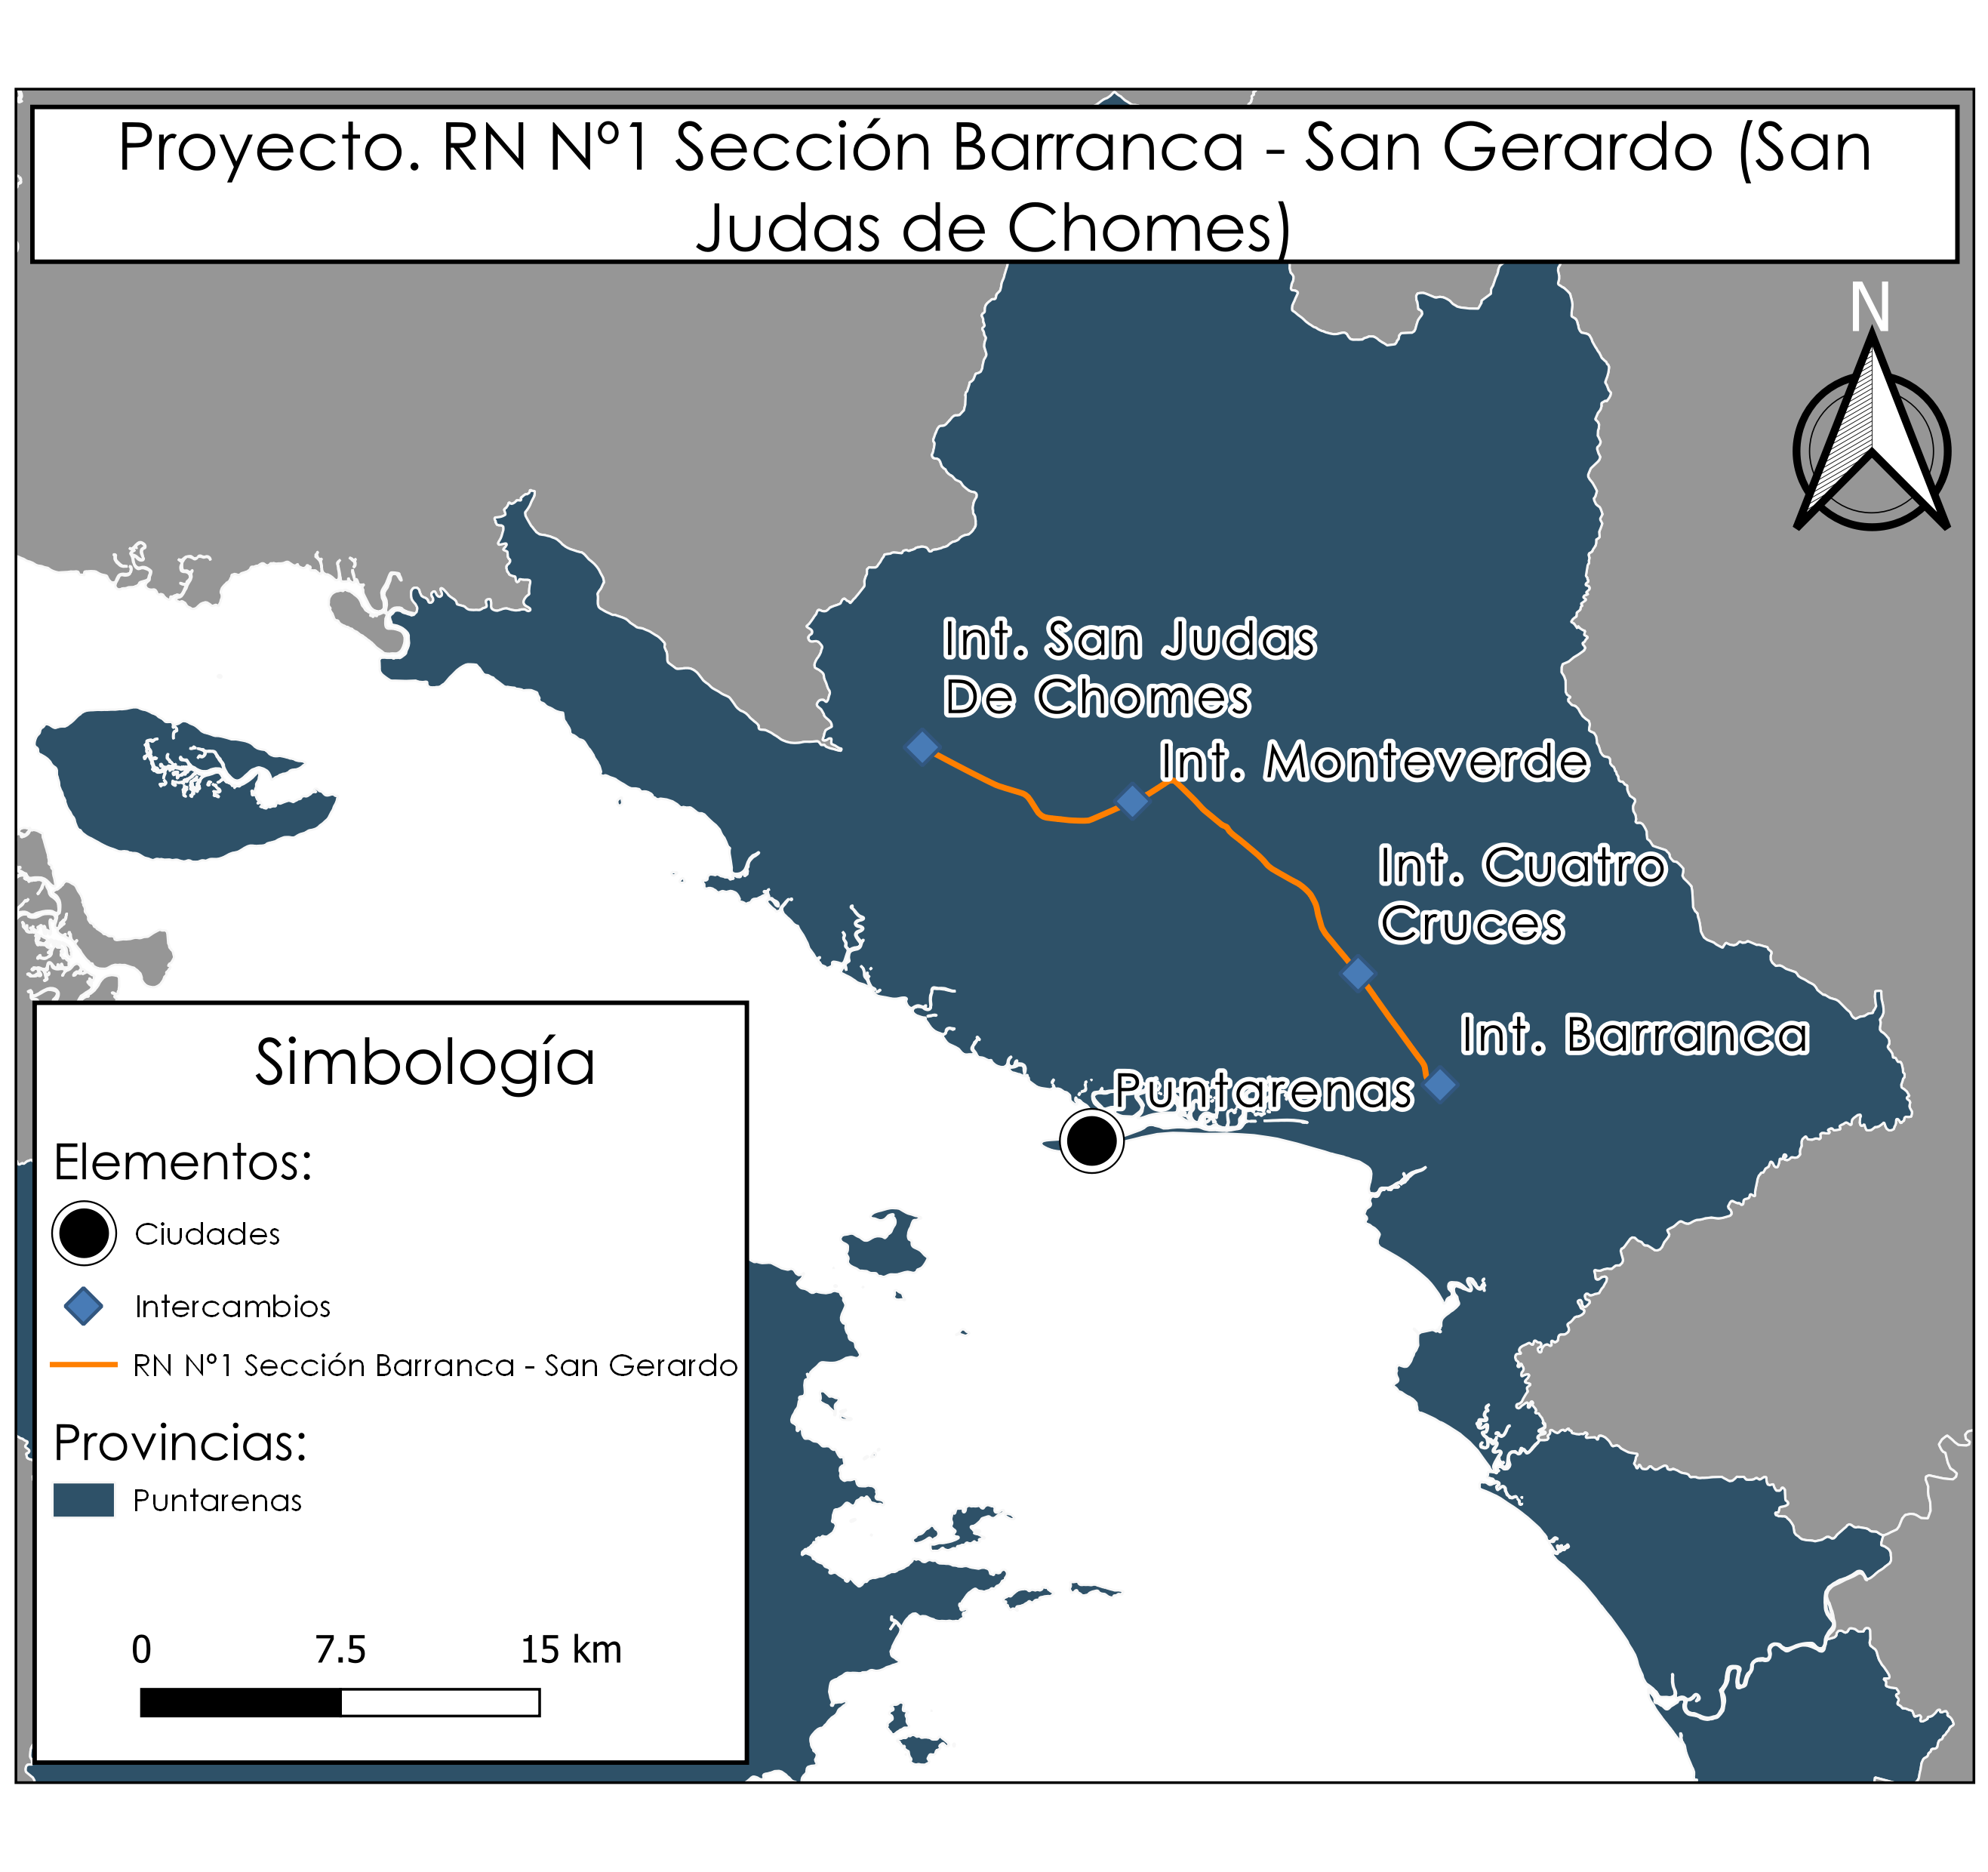 Proyecto. RN Nº1 Sección Barranca - San Gerardo (San
Judas de Chomes)
N
Int. San Judas
De Chomes
Int. Monteverde
Int. Cuatro
Cruces
Int. Barranca
Puntarenas
Simbología
Elementos:
Ciudades
Intercambios
RN Nº1 Sección Barranca - San Gerardo
Provincias:
Puntarenas
0 7.5 15 km